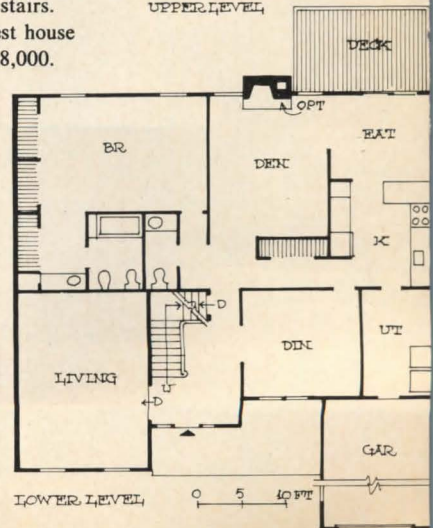 stairs.
est house
8,000.
UPPER LEVEL
DECK
OPT
EAT
BR
DEN
K
D
DIN
UT
LIVING
U
D
GAR
LOWER LEVEL
0 5 10 FT